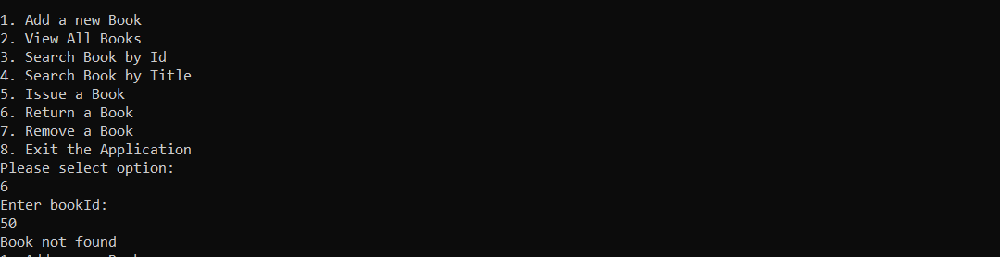 1. Add a new Book
2. View All Books
3. Search Book by Id
4. Search Book by Title
5. Issue a Book
6. Return a Book
7. Remove a Book
8. Exit the Application
Please select option:
6
Enter bookId:
50
Book not found